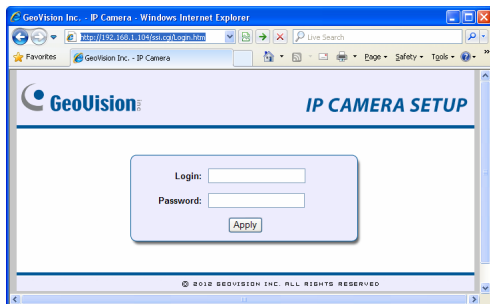 GeoVision Inc. - IP Camera - Windows Internet Explorer
http://192.168.1.104/ssi.cgi/Login.htm
Live Search
Favorites
GeoVision Inc. - IP Camera
Page
Safety
Tools
GeoVision Inc
IP CAMERA SETUP
Login:
Password:
Apply
© 2012 GEOVISION INC. ALL RIGHTS RESERVED